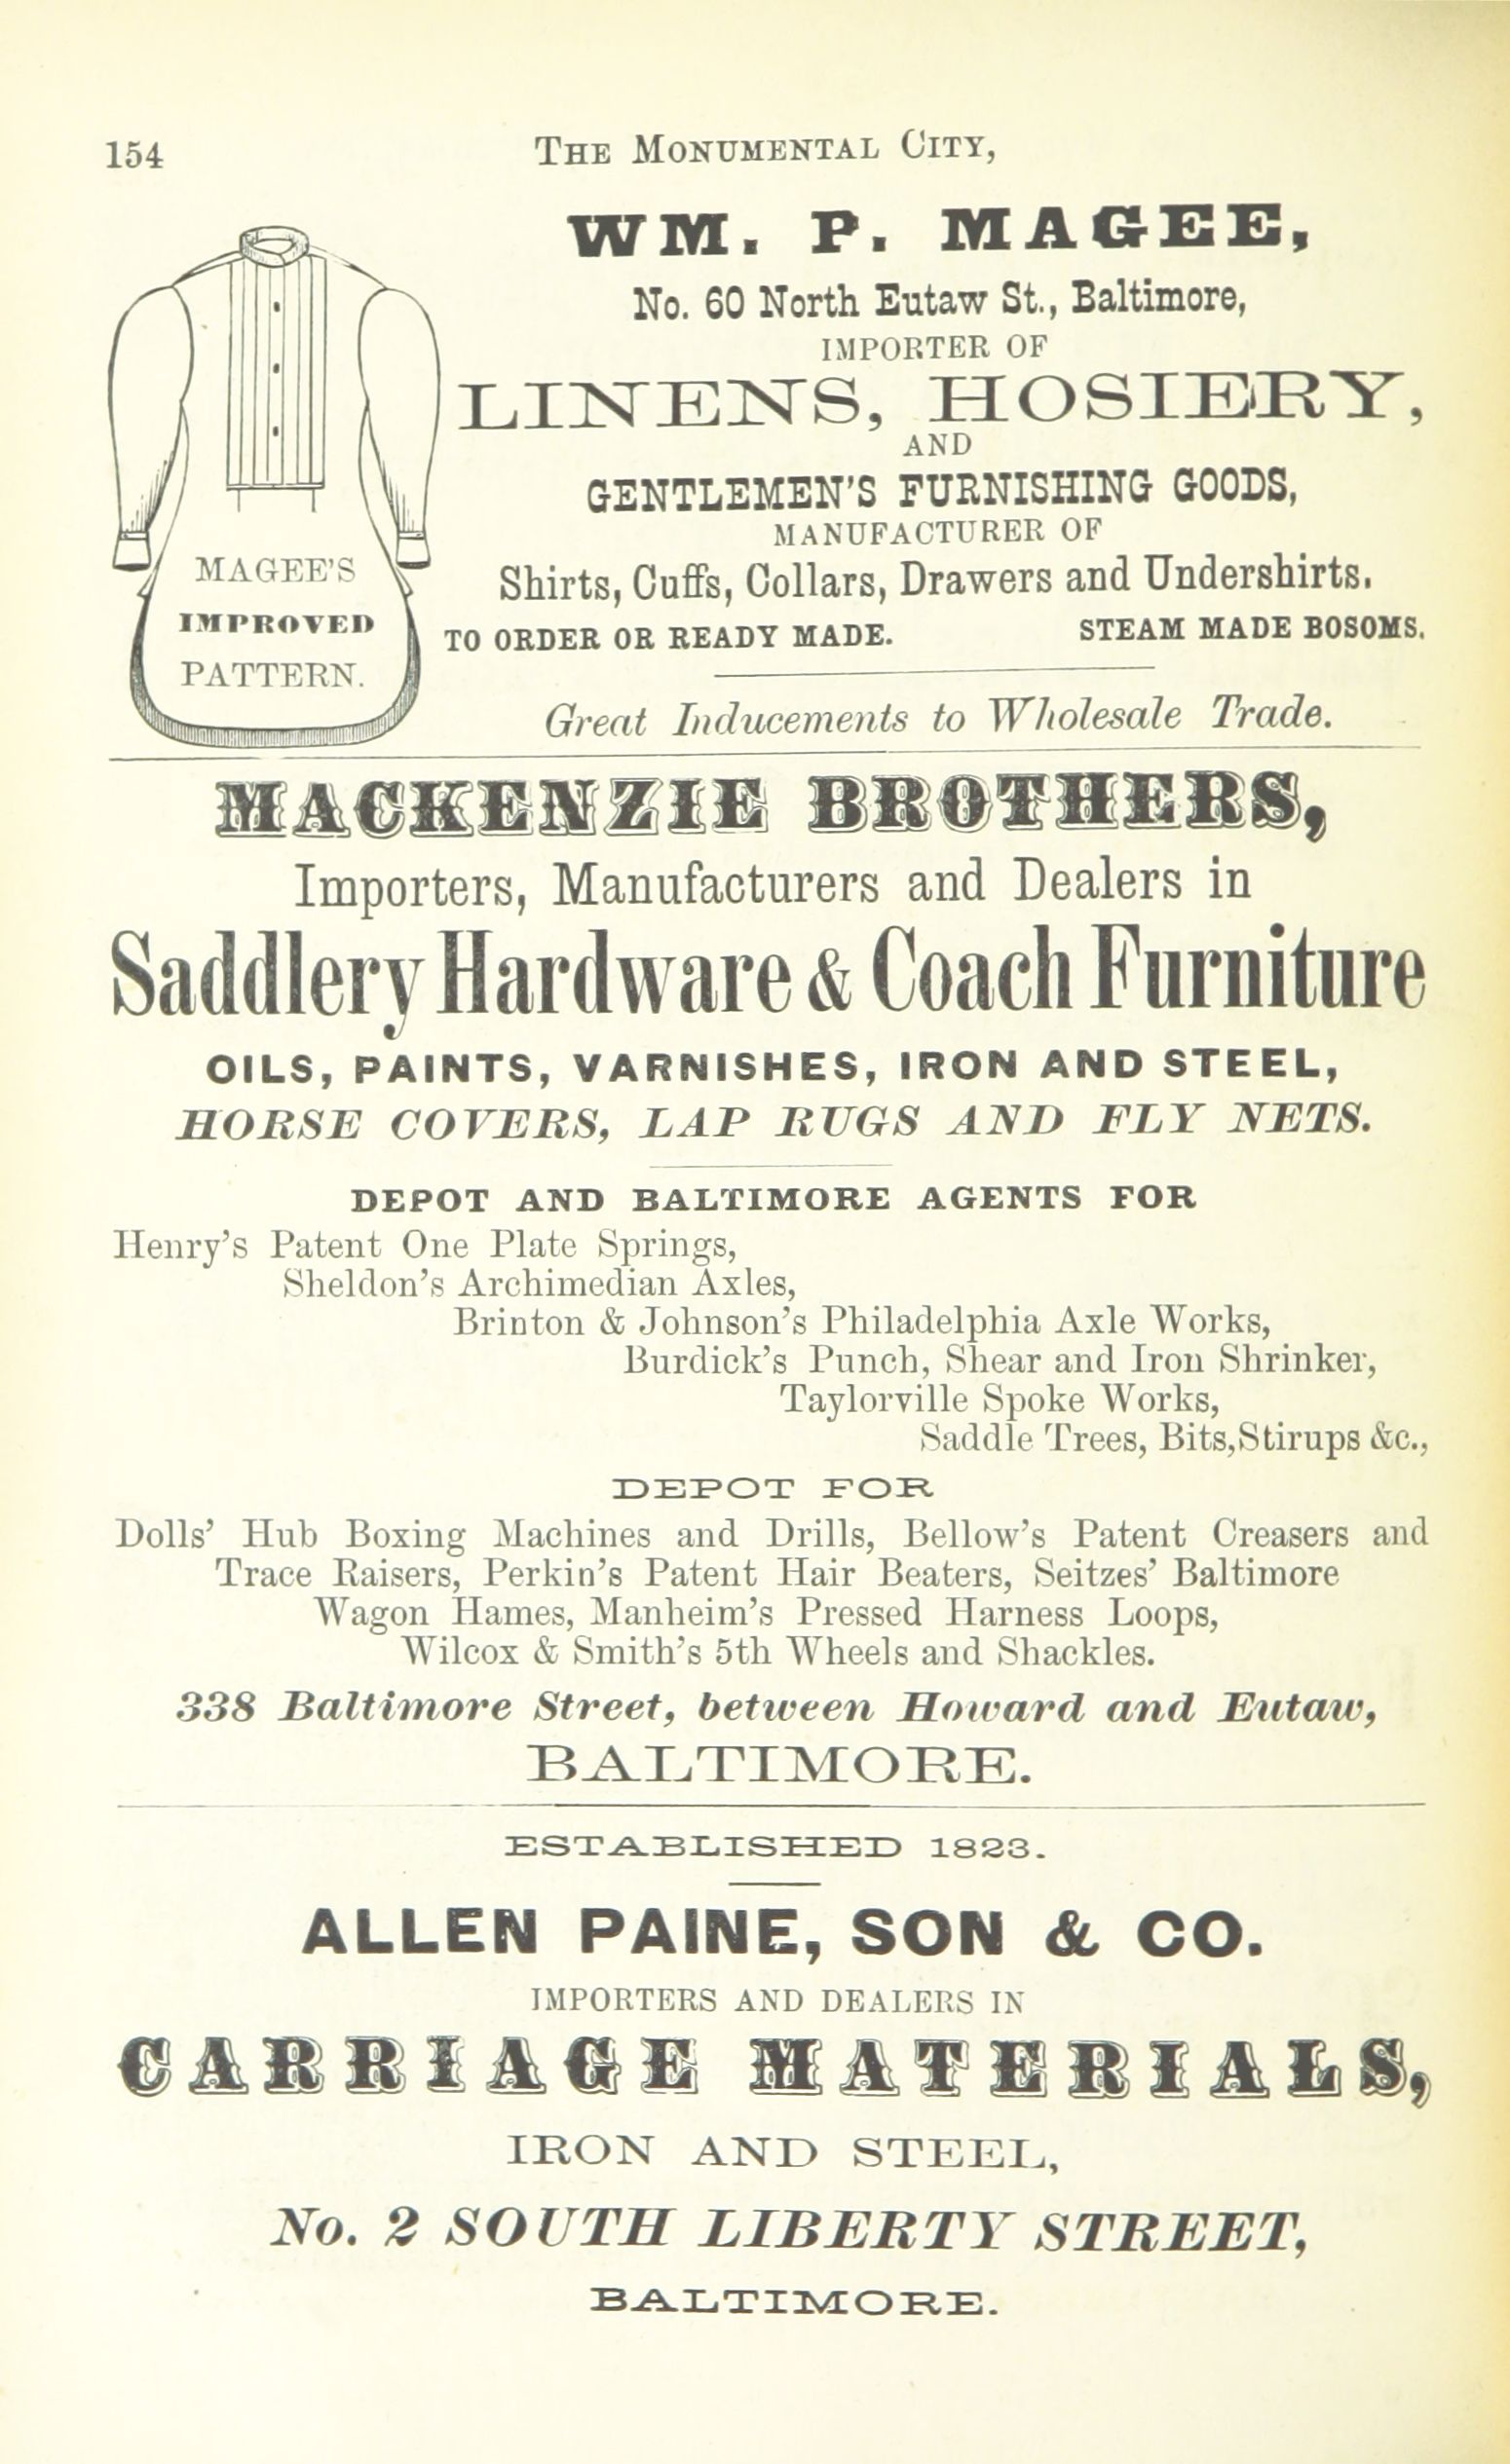 154
THE MONUMENTAL CITY,
WM. P. MAGEE,
No. 60 North Eutaw St., Baltimore,
IMPORTER OF
LINENS, HOSIERY,
AND
GENTLEMEN'S FURNISHING GOODS,
MANUFACTURER OF
Shirts, Cuffs, Collars, Drawers and Undershirts.
TO ORDER OR READY MADE. STEAM MADE BOSOMS.
Great Inducements to Wholesale Trade.
MAGEE'S
IMPROVED
PATTERN.
MACKENZIE BROTHERS,
Importers, Manufacturers and Dealers in
Saddlery Hardware & Coach Furniture
OILS, PAINTS, VARNISHES, IRON AND STEEL,
HORSE COVERS, LAP RUGS AND FLY NETS.
DEPOT AND BALTIMORE AGENTS FOR
Henry's Patent One Plate Springs,
Sheldon's Archimedian Axles,
Brinton & Johnson's Philadelphia Axle Works,
Burdick's Punch, Shear and Iron Shrinker,
Taylorville Spoke Works,
Saddle Trees, Bits,Stirups &c.,
DEPOT FOR
Dolls' Hub Boxing Machines and Drills, Bellow's Patent Creasers and
Trace Raisers, Perkin's Patent Hair Beaters, Seitzes' Baltimore
Wagon Hames, Manheim's Pressed Harness Loops,
Wilcox & Smith's 5th Wheels and Shackles.
338 Baltimore Street, between Howard and Eutaw,
BALTIMORE.
ESTABLISHED 1823.
ALLEN PAINE, SON & CO.
IMPORTERS AND DEALERS IN
CARRIAGE MATERIALS,
IRON AND STEEL,
No. 2 SOUTH LIBERTY STREET,
BALTIMORE.